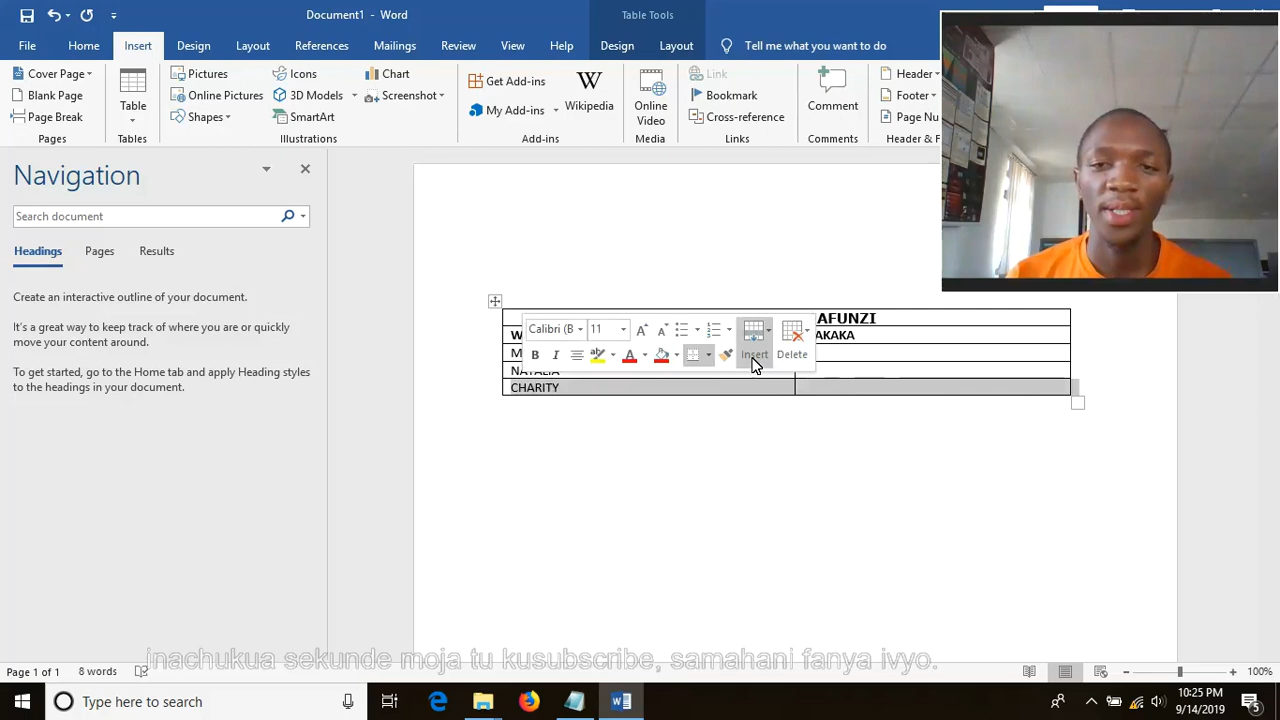 Document1 - Word
Table Tools
File Home Insert Design Layout References Mailings Review View Help Design Layout Tell me what you want to do
Cover Page
Blank Page
Page Break
Pages
Table
Tables
Pictures
Online Pictures
Shapes
Icons
3D Models
SmartArt
Chart
Screenshot
Illustrations
Get Add-ins
My Add-ins
W
Wikipedia
Add-ins
Online
Video
Media
Link
Bookmark
Cross-reference
Links
Comment
Comments
Header
Footer
Page Nu
Header & F
Navigation
Search document
Headings Pages Results
Create an interactive outline of your document.
It's a great way to keep track of where you are or quickly
move your content around.
To get started, go to the Home tab and apply Heading styles
to the headings in your document.
AFUNZI
W
AKAKA
M
NATALIA
CHARITY
Calibri (B 11
B I A
Insert
Delete
inachukua sekunde moja tu kusubscribe, samahani fanya ivyo.
Page 1 of 1 8 words
100%
Type here to search
10:25 PM
9/14/2019
5